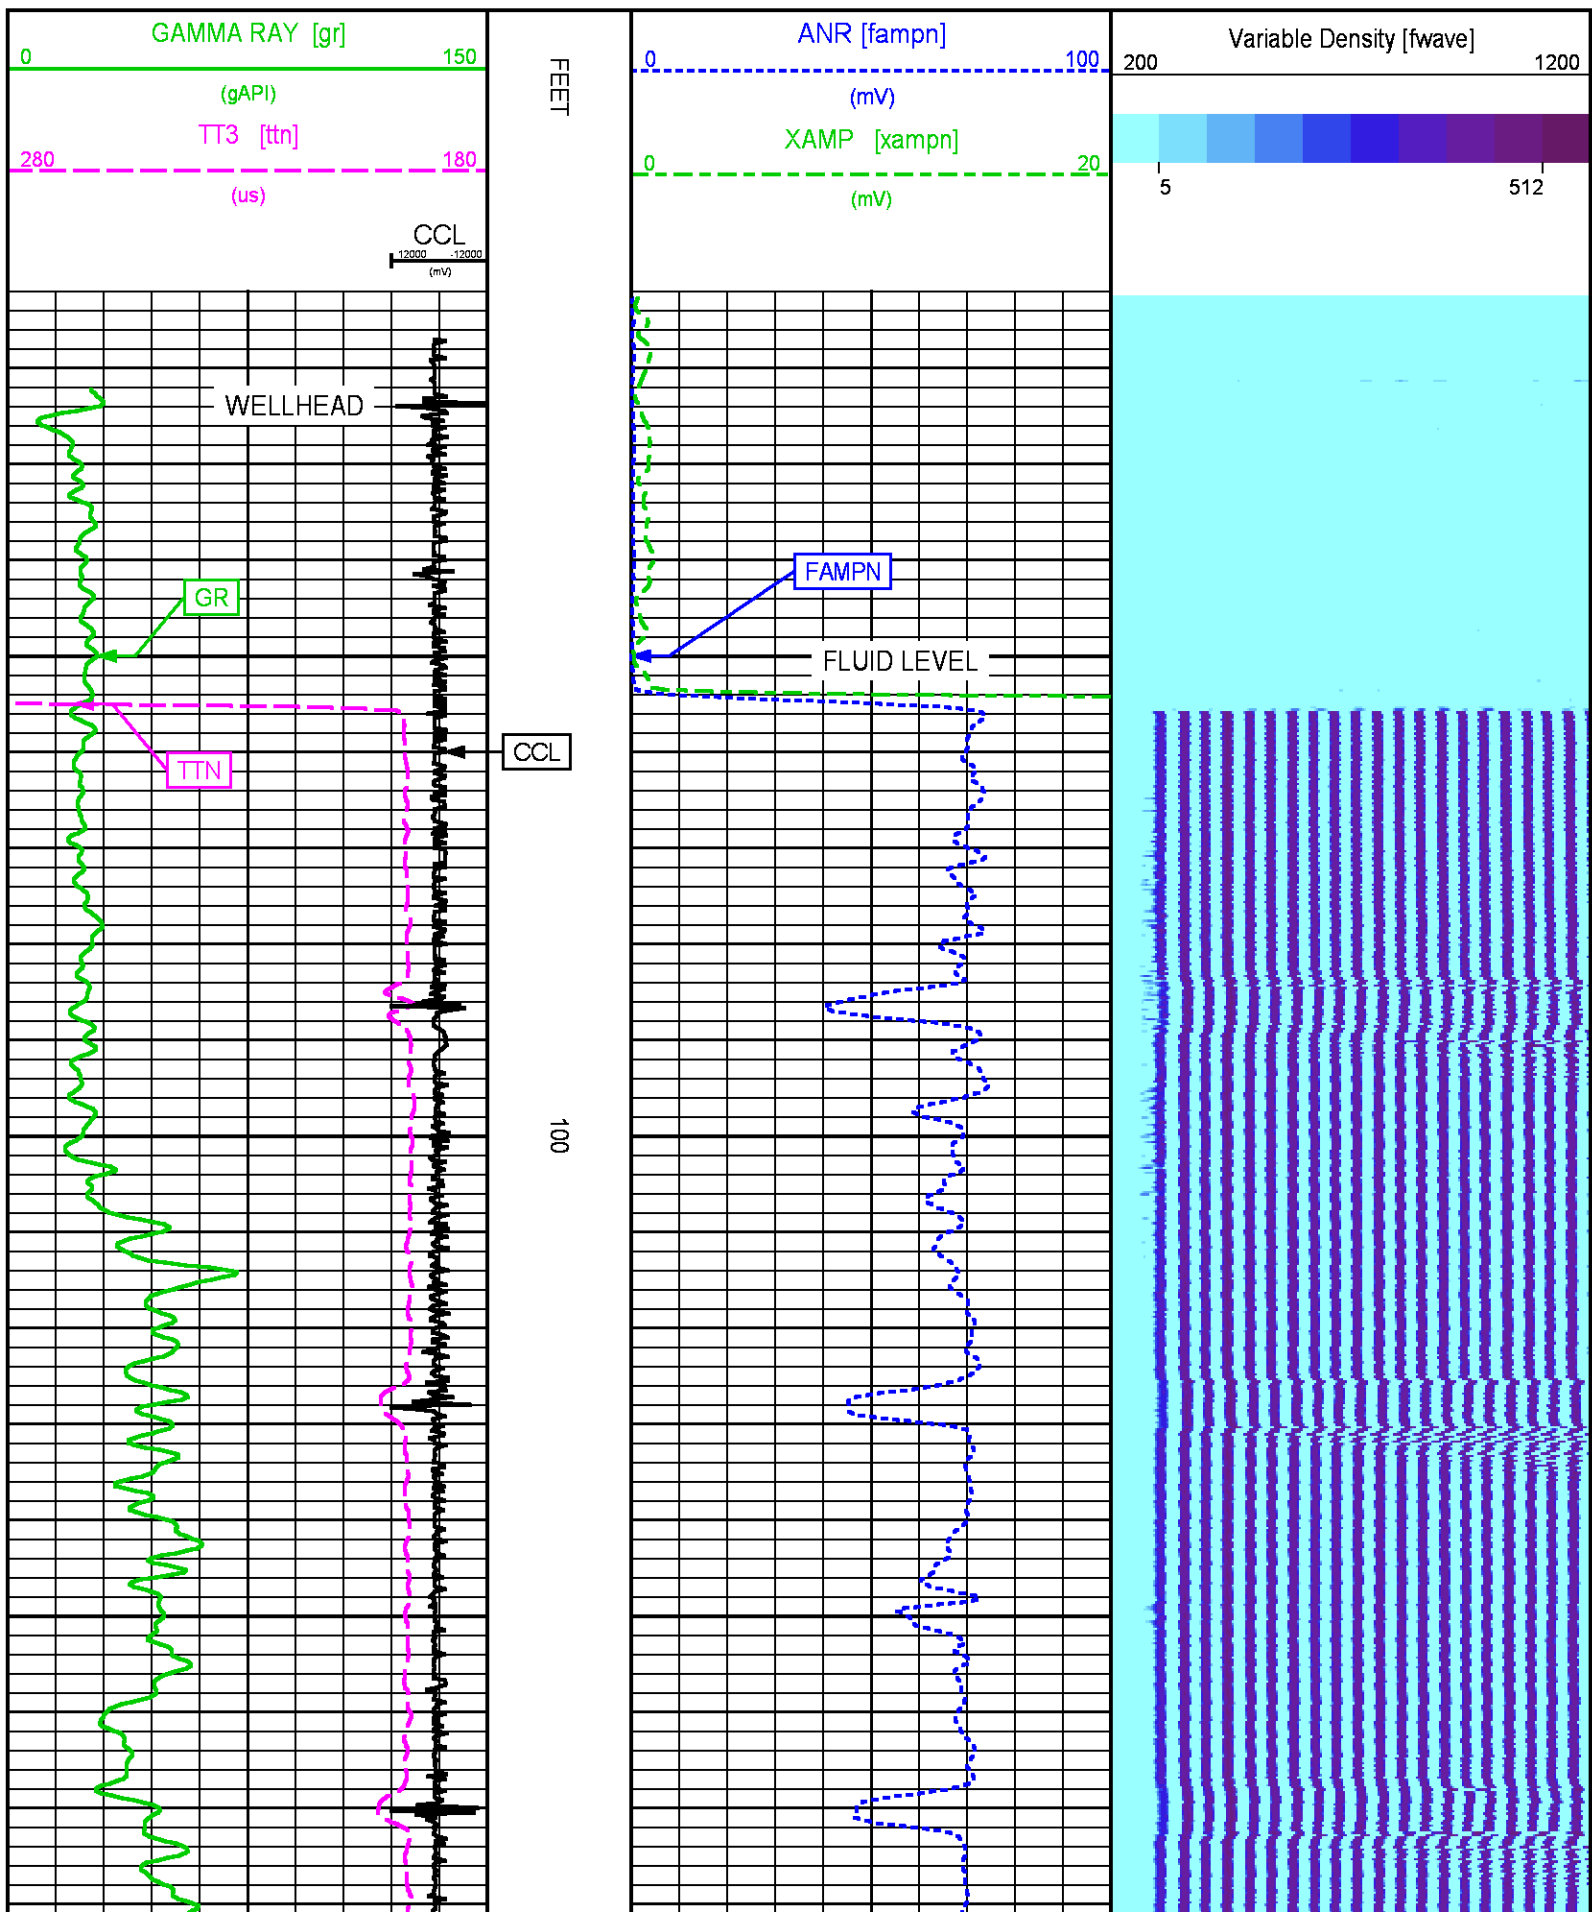 GAMMA RAY [gr]
0 150
(gAPI)
TT3 [ttn]
280 180
(us)
CCL
12000 -12000
(mV)
FEET
ANR [fampn]
0 100
(mV)
XAMP [xampn]
0 20
(mV)
Variable Density [fwave]
200 1200
5 512
WELLHEAD
GR
FAMPN
FLUID LEVEL
CCL
TTN
100